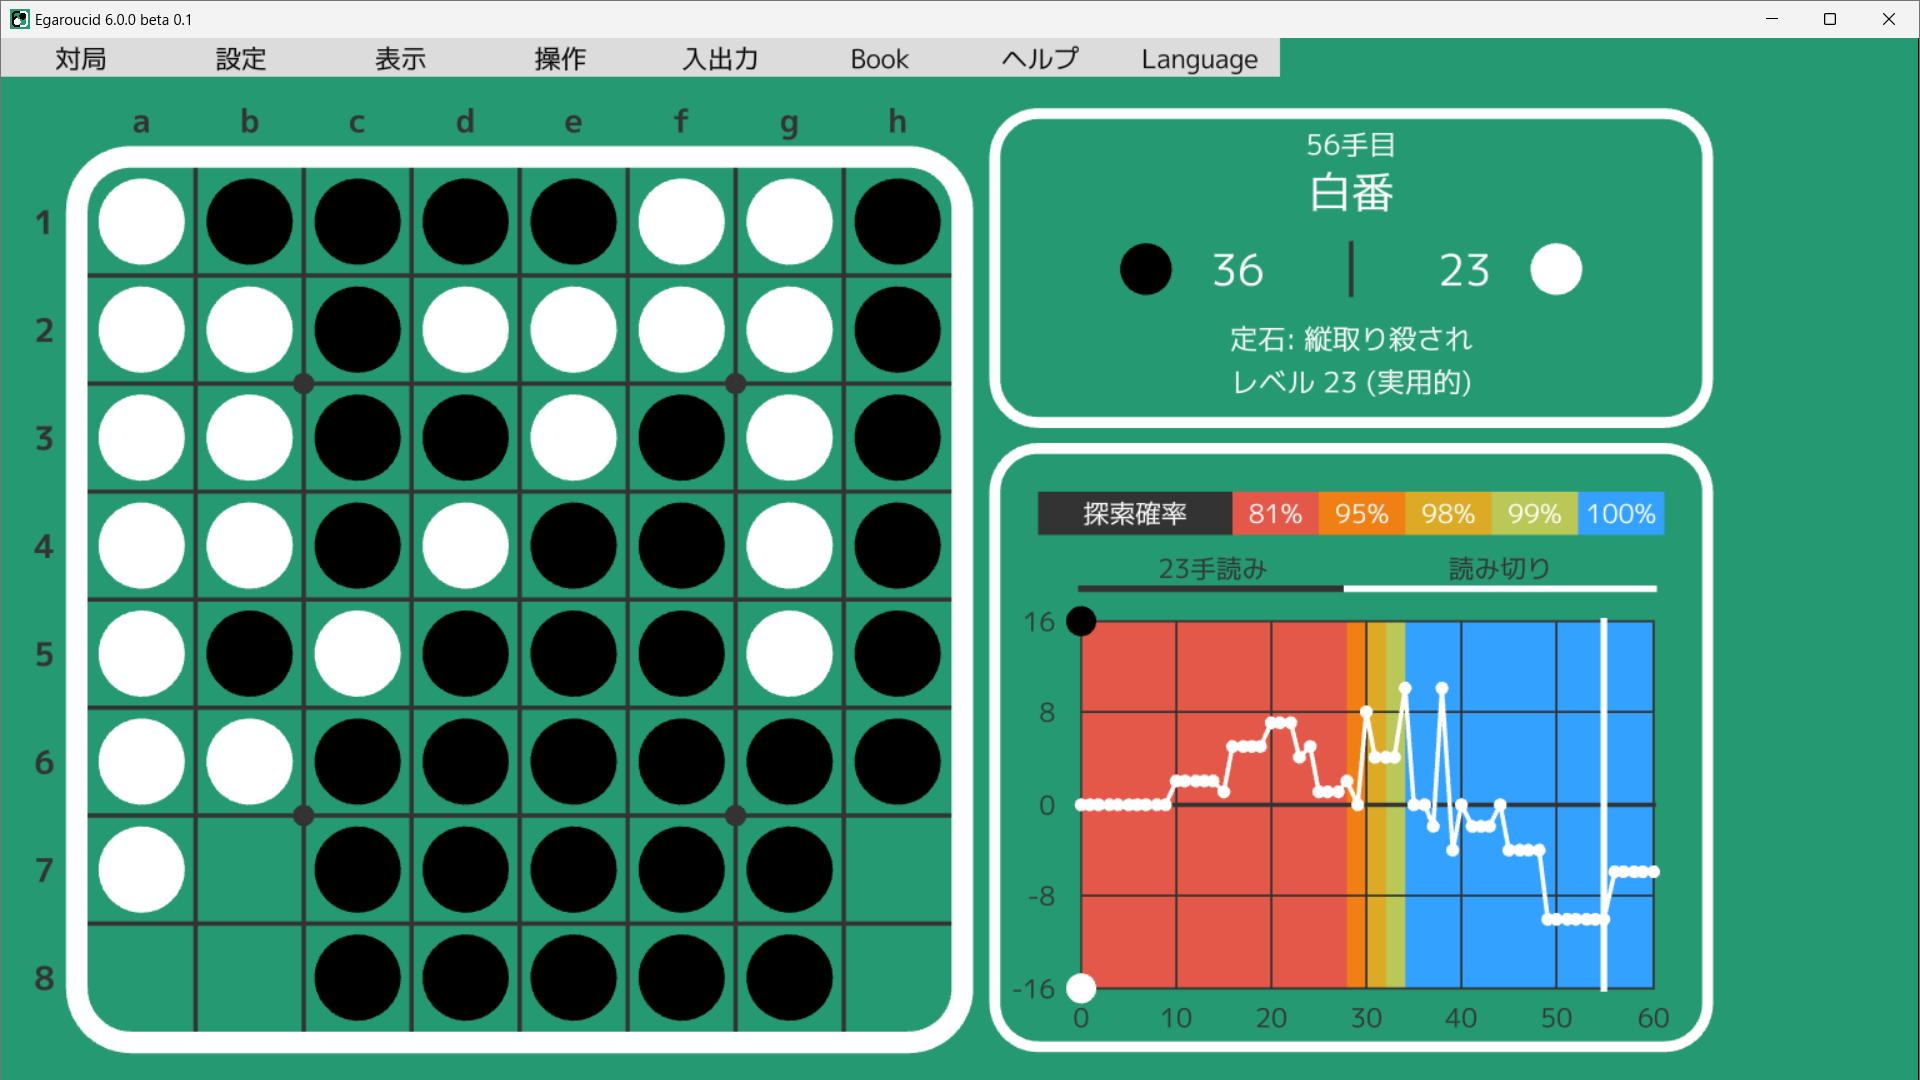 Egaroucid 6.0.0 beta 0.1
対局 設定 表示 操作 入出力 Book ヘルプ Language
a b c d e f g h
1
2
3
4
5
6
7
8
56手目
白番
36 23
定石: 縦取り殺され
レベル 23 (実用的)
探索確率 81% 95% 98% 99% 100%
23手読み 読み切り
16
8
0
-8
-16
0 10 20 30 40 50 60